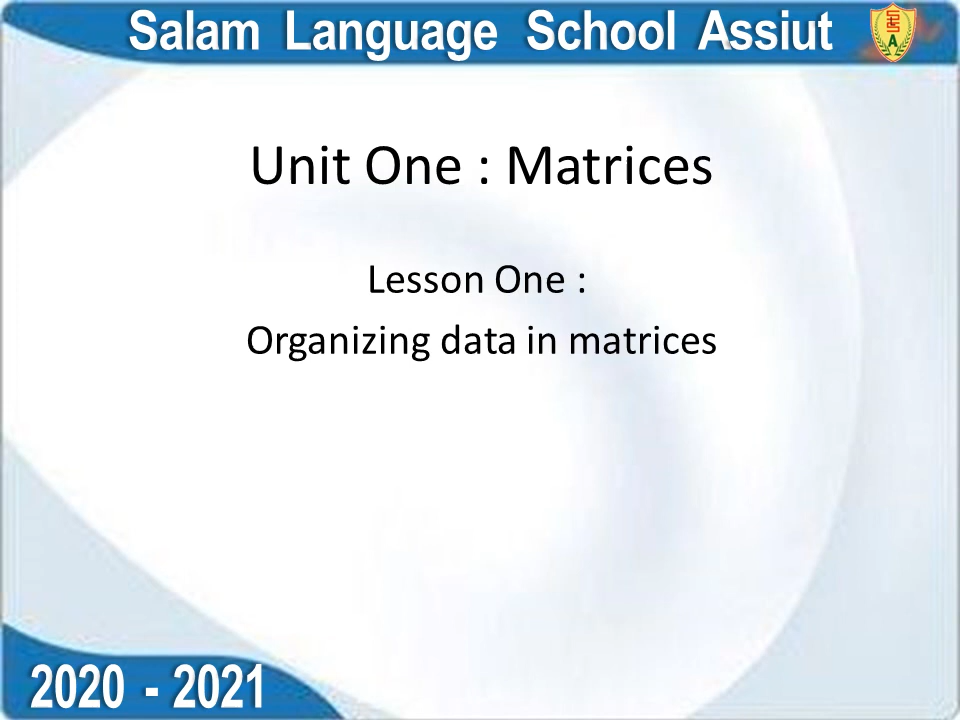 Salam Language School Assiut
Unit One : Matrices
Lesson One :
Organizing data in matrices
2020 - 2021